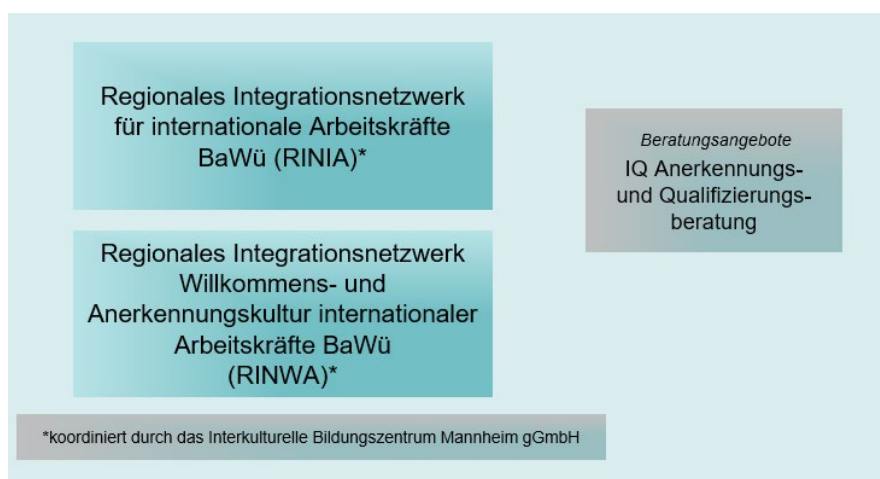 Regionales Integrationsnetzwerk
für internationale Arbeitskräfte
BaWü (RINIA)*
Regionales Integrationsnetzwerk
Willkommens- und
Anerkennungskultur internationaler
Arbeitskräfte BaWü
(RINWA)*
Beratungsangebote
IQ Anerkennungs-
und Qualifizierungs-
beratung
*koordiniert durch das Interkulturelle Bildungszentrum Mannheim gGmbH